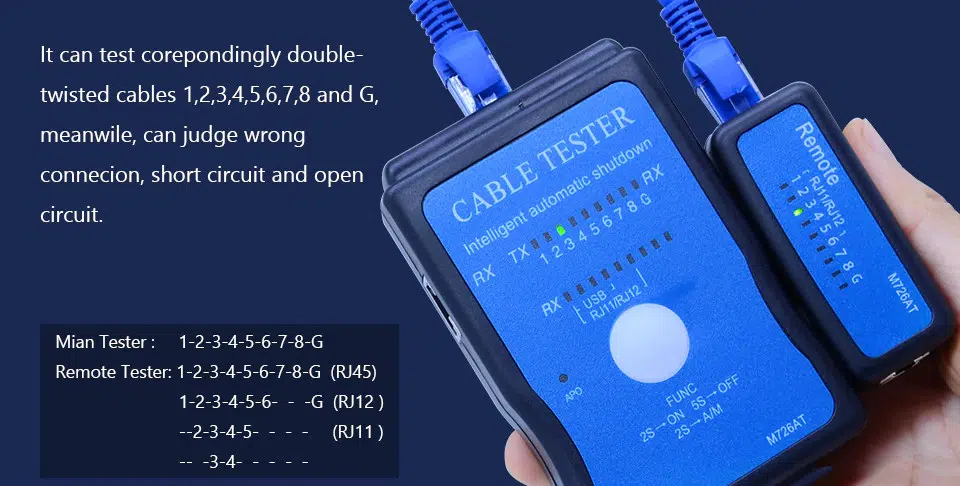 It can test corepondingly double-
twisted cables 1,2,3,4,5,6,7,8 and G,
meanwile, can judge wrong
connecion, short circuit and open
circuit.
Mian Tester : 1-2-3-4-5-6-7-8-G
Remote Tester: 1-2-3-4-5-6-7-8-G (RJ45)
1-2-3-4-5-6- - -G (RJ12 )
--2-3-4-5- - - - (RJ11 )
-- -3-4- - - - -
CABLE TESTER
Intelligent automatic shutdown
TX RX
1 2 3 4 5 6 7 8 G
RX
RX
USB
RJ11/RJ12
APO
FUNC
2S→ON 5S→OFF
2S→A/M
M726AT
Remote
RJ11/RJ12
1 2 3 4 5 6 7 8 G
M726AT